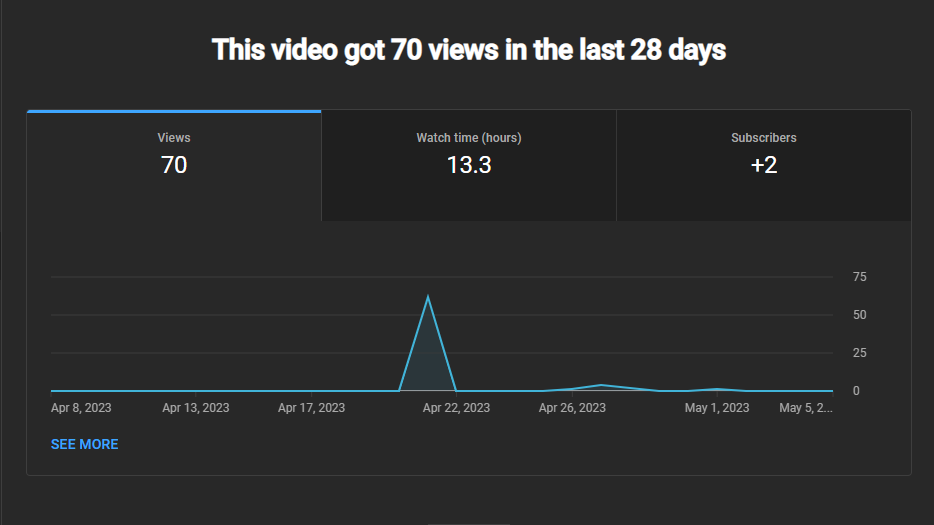 This video got 70 views in the last 28 days
Views
70
Watch time (hours)
13.3
Subscribers
+2
75
50
25
0
Apr 8, 2023 Apr 13, 2023 Apr 17, 2023 Apr 22, 2023 Apr 26, 2023 May 1, 2023 May 5, 2...
SEE MORE